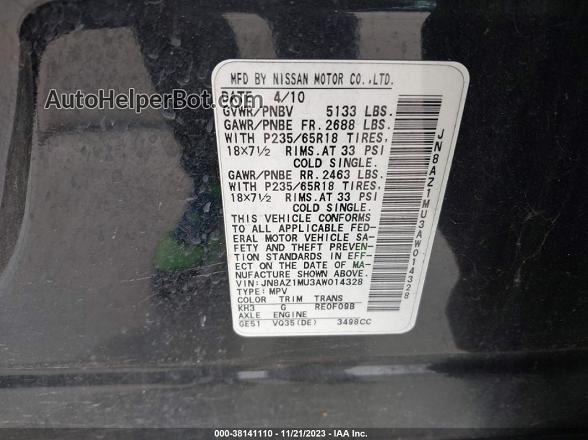 MFD BY NISSAN MOTOR CO.,LTD.
DATE 4/10
GVWR/PNBV 5133 LBS.
GAWR/PNBE FR. 2688 LBS.
WITH P235/65R18 TIRES,
18×7½ RIMS.AT 33 PSI
COLD SINGLE.
GAWR/PNBE RR. 2463 LBS.
WITH P235/65R18 TIRES,
18×7½ RIMS.AT 33 PSI
COLD SINGLE.
THIS VEHICLE CONFORMS
TO ALL APPLICABLE FED-
ERAL MOTOR VEHICLE SA-
FETY AND THEFT PREVEN-
TION STANDARDS IN EFF-
ECT ON THE DATE OF MA-
NUFACTURE SHOWN ABOVE.
VIN:JN8AZ1MU3AW014328
TYPE: MPV
COLOR TRIM TRANS
KH3 G RE0F09B
AXLE ENGINE
GE51 VQ35(DE) 3498CC
JN8AZ1MU3AW014328
AutoHelperBot.com
000-38141110 - 11/21/2023 - IAA Inc.